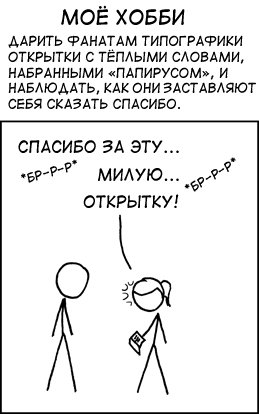 МОЁ ХОББИ
ДАРИТЬ ФАНАТАМ ТИПОГРАФИКИ
ОТКРЫТКИ С ТЁПЛЫМИ СЛОВАМИ,
НАБРАННЫМИ «ПАПИРУСОМ», И
НАБЛЮДАТЬ, КАК ОНИ ЗАСТАВЛЯЮТ
СЕБЯ СКАЗАТЬ СПАСИБО.
СПАСИБО ЗА ЭТУ...
*БР-Р-Р*
МИЛУЮ...
*БР-Р-Р*
ОТКРЫТКУ!